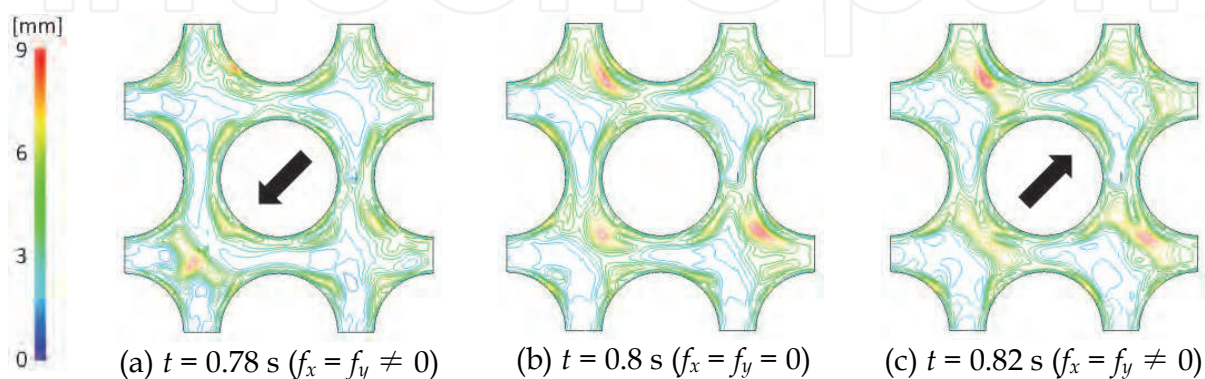 [mm]
9
6
3
0
(a) t = 0.78 s (fx = fy ≠ 0)
(b) t = 0.8 s (fx = fy = 0)
(c) t = 0.82 s (fx = fy ≠ 0)